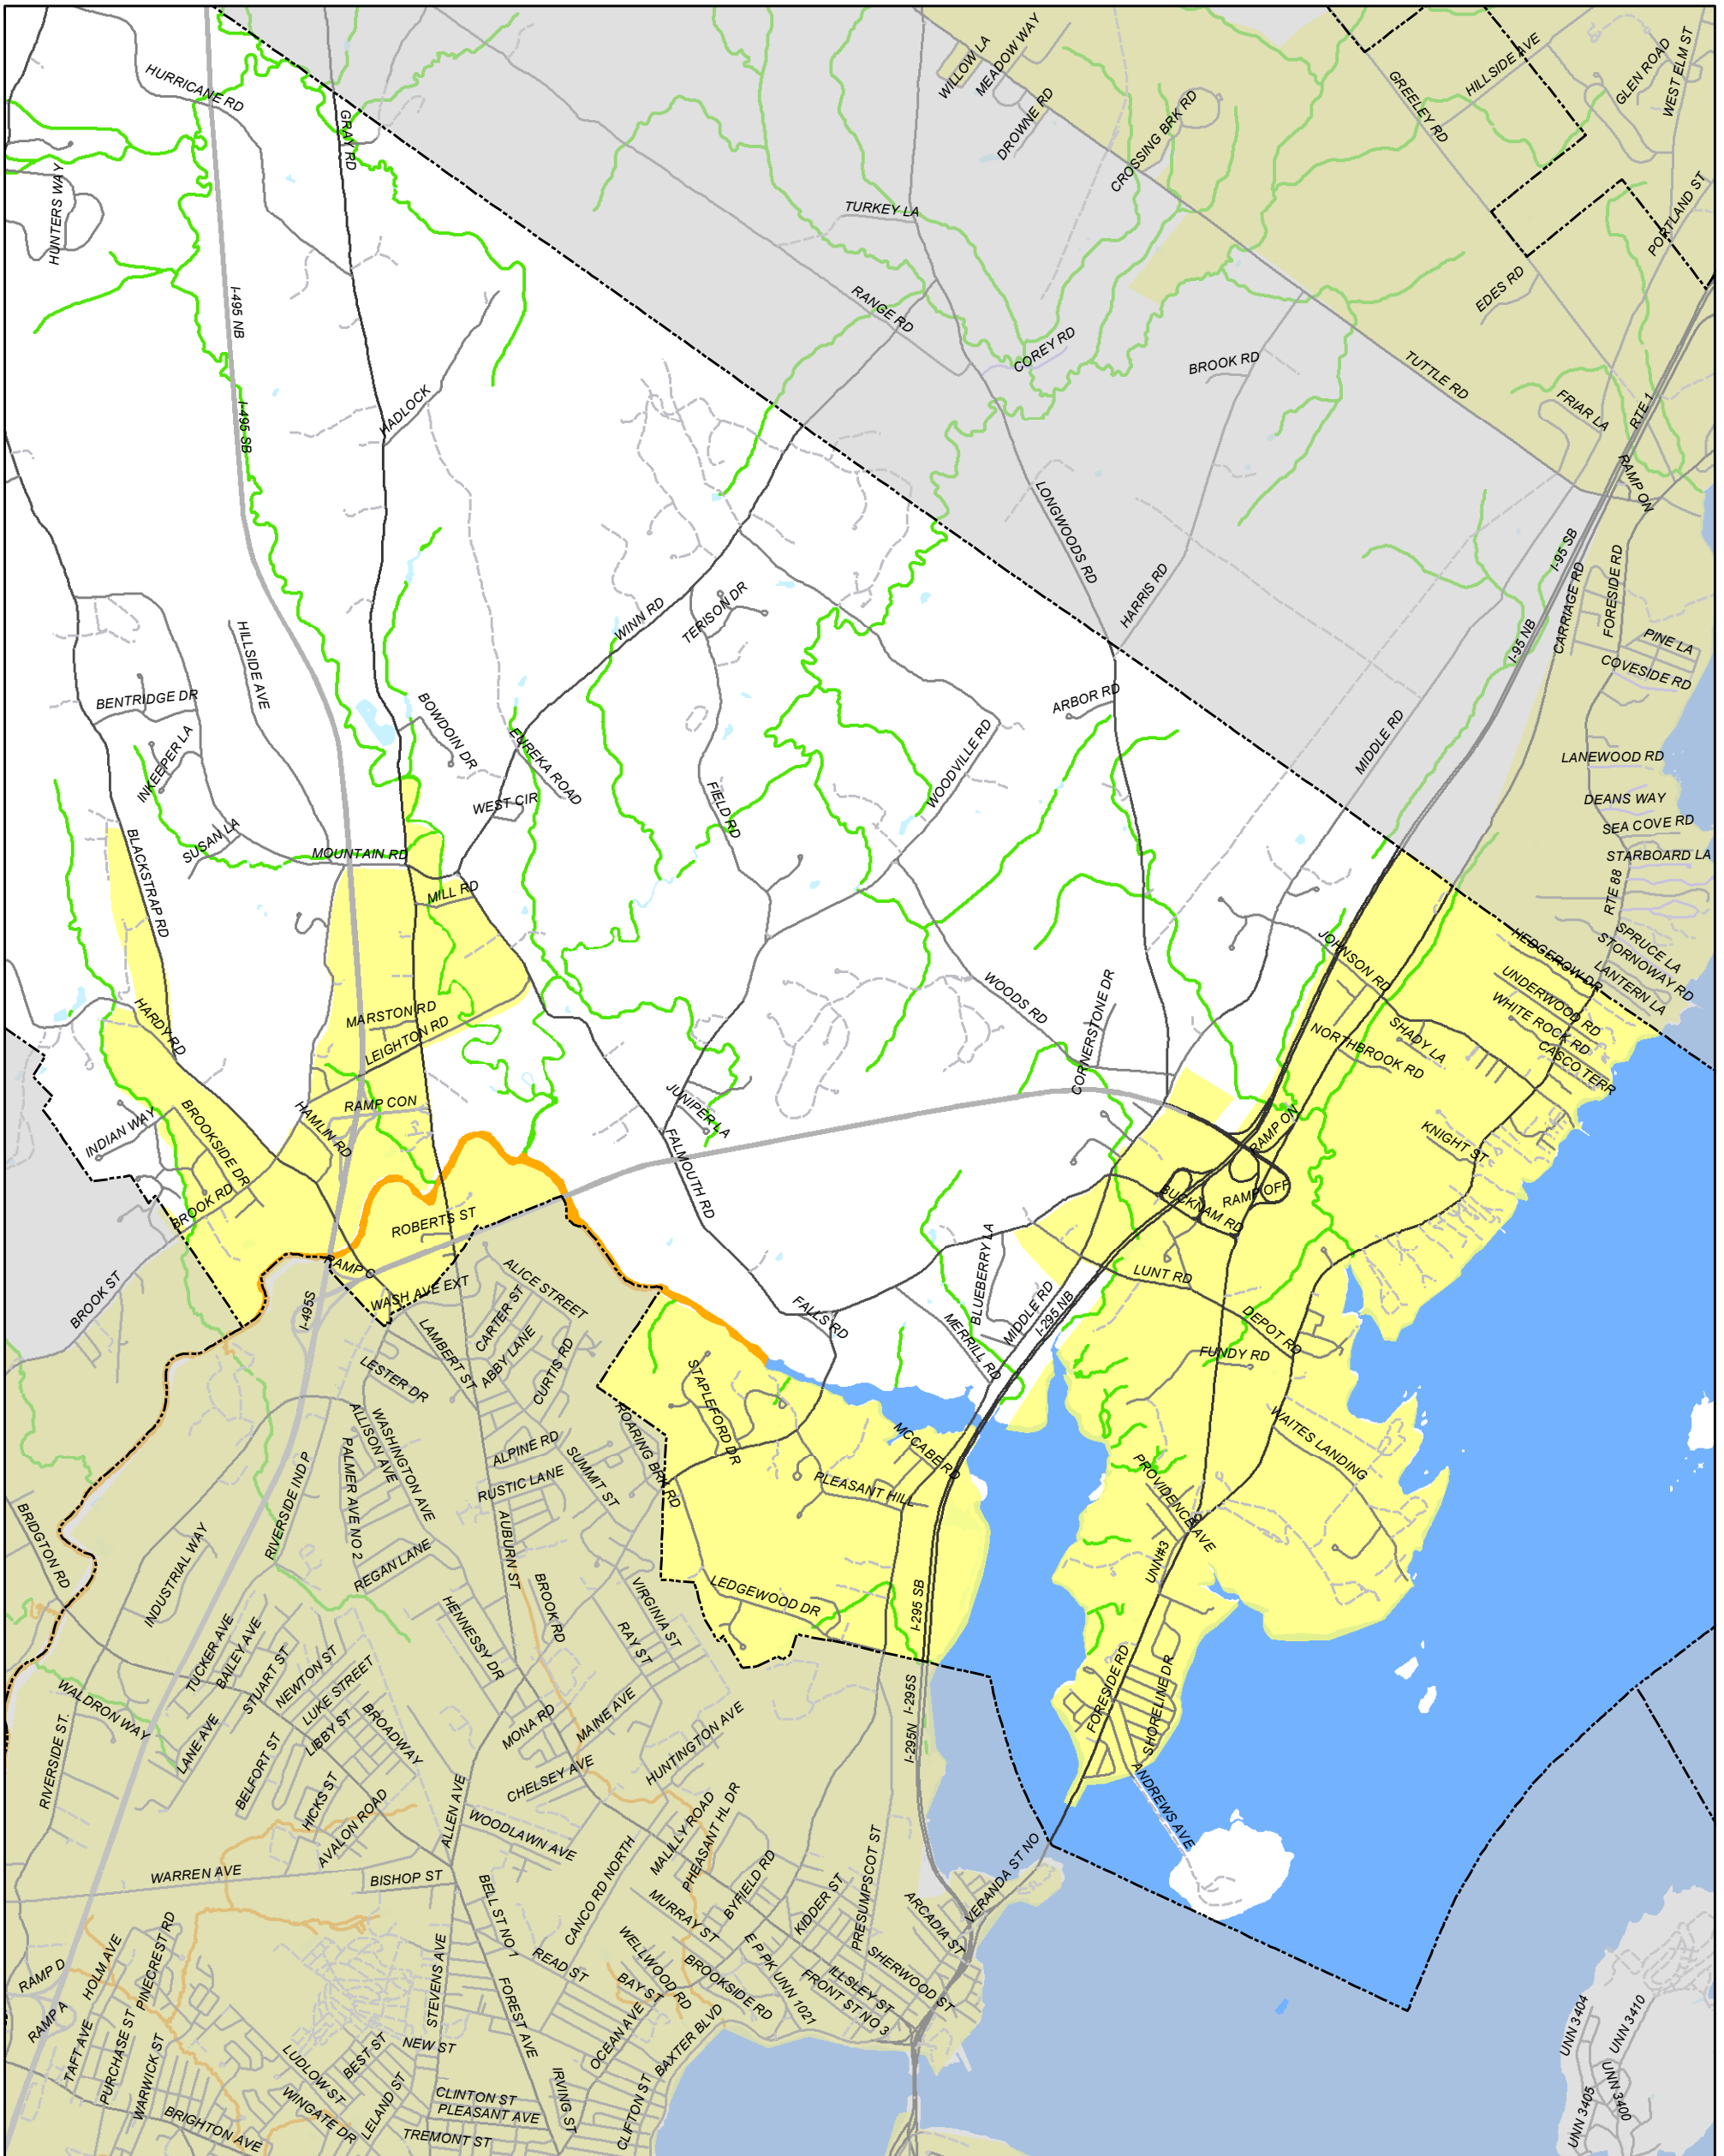 WILLOW LA
MEADOW WAY
DROWNE RD
CROSSING BRK RD
GREELEY RD
HILLSIDE AVE
GLEN ROAD
WEST ELM ST
HURRICANE RD
GRAY RD
HUNTERS WAY
TURKEY LA
PORTLAND ST
EDES RD
I-495 NB
RANGE RD
COREY RD
BROOK RD
TUTTLE RD
FRIAR LA
RTE 1
I-495 SB
HADLOCK
RAMP ON
LONGWOODS RD
I-95 SB
HARRIS RD
CARRIAGE RD
FORESIDE RD
WINN RD
TERISON DR
I-95 NB
PINE LA
COVESIDE RD
HILLSIDE AVE
BENTRIDGE DR
BOWDOIN DR
ARBOR RD
MIDDLE RD
INKEEPER LA
EUREKA ROAD
WOODVILLE RD
LANEWOOD RD
WEST CIR
FIELD RD
DEANS WAY
SUSAN LA
SEA COVE RD
MOUNTAIN RD
STARBOARD LA
BLACKSTRAP RD
MILL RD
RTE 88
SPRUCE LA
STORNOWAY RD
HEDGEROW DR
LANTERN LA
JOHNSON RD
UNDERWOOD RD
WHITE ROCK RD
WOODS RD
CORNERSTONE DR
HARDY RD
MARSTON RD
LEIGHTON RD
NORTHBROOK RD
SHADY LA
CASCO TERR
RAMP CON
JUNIPER LA
INDIAN WAY
BROOKSIDE DR
HAMLIN RD
RAMP ON
KNIGHT ST
FALMOUTH RD
BUCKNAM RD
RAMP OFF
BROOK RD
ROBERTS ST
BLUEBERRY LA
LUNT RD
RAMP C
WASH AVE EXT
ALICE STREET
BROOK ST
I-495S
FALLS RD
MIDDLE RD
I-295 NB
MERRILL RD
DEPOT RD
FUNDY RD
CARTER ST
LAMBERT ST
ABBY LANE
CURTIS RD
LESTER DR
STAPLEFORD DR
WAITES LANDING
ALLISON AVE
WASHINGTON AVE
ROARING BRK RD
MCCABE RD
PALMER AVE NO 2
ALPINE RD
SUMMIT ST
RUSTIC LANE
PLEASANT HILL
PROVIDENCE AVE
RIVERSIDE IND P
BRIDGTON RD
INDUSTRIAL WAY
AUBURN ST
UNN#3
REGAN LANE
LEDGEWOOD DR
I-295 SB
BROOK RD
VIRGINIA ST
HENNESSY DR
RAY ST
TUCKER AVE
BAILEY AVE
STUART ST
NEWTON ST
LUKE STREET
LIBBY ST
BROADWAY
FORESIDE RD
SHORELINE DR
WALDRON WAY
LANE AVE
MONA RD
MAINE AVE
HUNTINGTON AVE
I-295S
I-295N
RIVERSIDE ST.
BELFORT ST
CHELSEY AVE
HICKS ST
AVALON ROAD
ALLEN AVE
WOODLAWN AVE
MALILLY ROAD
PHEASANT HL DR
ANDREWS AVE
WARREN AVE
BISHOP ST
CANCO RD NORTH
BYFIELD RD
KIDDER ST
PRESUMPSCOT ST
VERANDA ST NO
BELL ST NO 1
MURRAY ST
ARCADIA ST
RAMP D
HOLM AVE
PINECREST RD
STEVENS AVE
READ ST
WELLWOOD RD
E P PK UNN 1021
SHERWOOD ST
BAY ST
BROOKSIDE RD
ILLSLEY ST
FRONT ST NO 3
RAMP A
TAFT AVE
PURCHASE ST
WARWICK ST
FOREST AVE
OCEAN AVE
BAXTER BLVD
NEW ST
BEST ST
LUDLOW ST
LELAND ST
WINGATE DR
CLINTON ST
PLEASANT AVE
TREMONT ST
IRVING ST
CLIFTON ST
BRIGHTON AVE
UNN 3404
UNN 3410
UNN 3400
UNN 3405